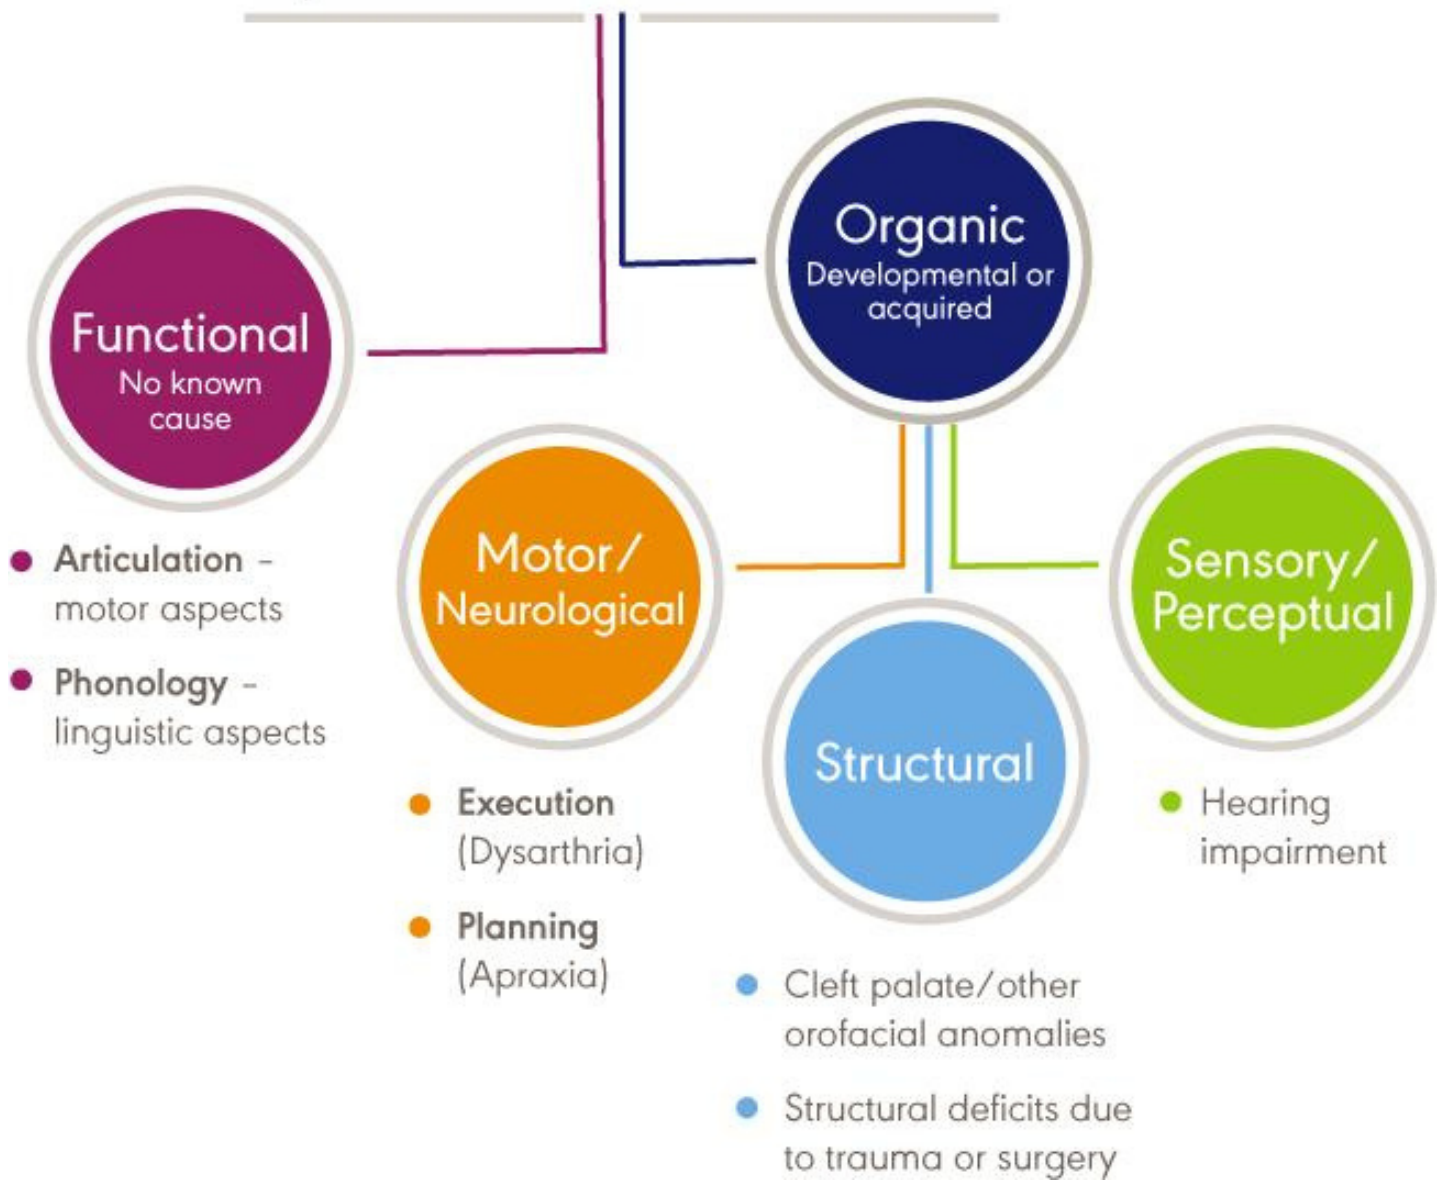 Organic
Developmental or
acquired
Functional
No known
cause
Articulation –
motor aspects
Phonology –
linguistic aspects
Motor/
Neurological
Execution
(Dysarthria)
Planning
(Apraxia)
Structural
Cleft palate/other
orofacial anomalies
Structural deficits due
to trauma or surgery
Sensory/
Perceptual
Hearing
impairment